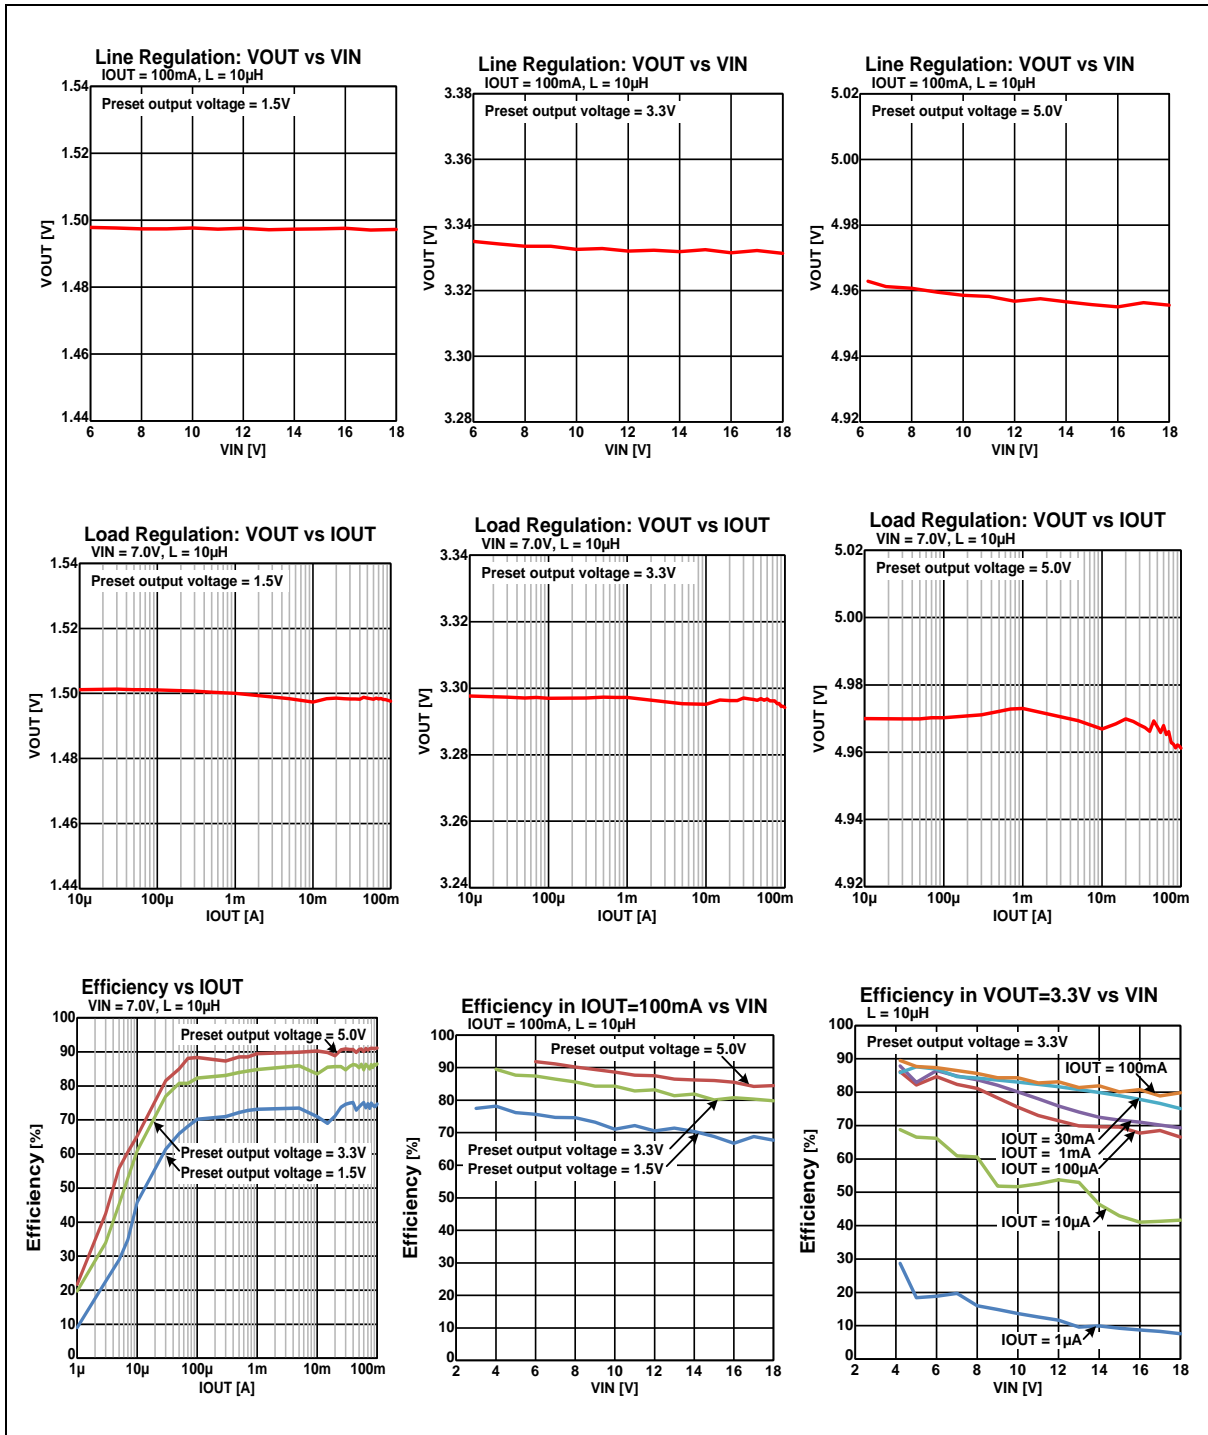 Line Regulation: VOUT vs VIN
IOUT = 100mA, L = 10µH
Preset output voltage = 1.5V
1.54
1.52
1.50
1.48
1.46
1.44
VOUT [V]
6 8 10 12 14 16 18
VIN [V]
Line Regulation: VOUT vs VIN
IOUT = 100mA, L = 10µH
Preset output voltage = 3.3V
3.38
3.36
3.34
3.32
3.30
3.28
VOUT [V]
6 8 10 12 14 16 18
VIN [V]
Line Regulation: VOUT vs VIN
IOUT = 100mA, L = 10µH
Preset output voltage = 5.0V
5.02
5.00
4.98
4.96
4.94
4.92
VOUT [V]
6 8 10 12 14 16 18
VIN [V]
Load Regulation: VOUT vs IOUT
VIN = 7.0V, L = 10µH
Preset output voltage = 1.5V
1.54
1.52
1.50
1.48
1.46
1.44
VOUT [V]
10µ 100µ 1m 10m 100m
IOUT [A]
Load Regulation: VOUT vs IOUT
VIN = 7.0V, L = 10µH
Preset output voltage = 3.3V
3.34
3.32
3.30
3.28
3.26
3.24
VOUT [V]
10µ 100µ 1m 10m 100m
IOUT [A]
Load Regulation: VOUT vs IOUT
VIN = 7.0V, L = 10µH
Preset output voltage = 5.0V
5.02
5.00
4.98
4.96
4.94
4.92
VOUT [V]
10µ 100µ 1m 10m 100m
IOUT [A]
Efficiency vs IOUT
VIN = 7.0V, L = 10µH
100
90
80
70
60
50
40
30
20
10
0
Efficiency [%]
Preset output voltage = 5.0V
Preset output voltage = 3.3V
Preset output voltage = 1.5V
1µ 10µ 100µ 1m 10m 100m
IOUT [A]
Efficiency in IOUT=100mA vs VIN
IOUT = 100mA, L = 10µH
100
90
80
70
60
50
40
30
20
10
0
Efficiency [%]
Preset output voltage = 5.0V
Preset output voltage = 3.3V
Preset output voltage = 1.5V
2 4 6 8 10 12 14 16 18
VIN [V]
Efficiency in VOUT=3.3V vs VIN
L = 10µH
Preset output voltage = 3.3V
100
90
80
70
60
50
40
30
20
10
0
Efficiency [%]
IOUT = 100mA
IOUT = 30mA
IOUT = 1mA
IOUT = 100µA
IOUT = 10µA
IOUT = 1µA
2 4 6 8 10 12 14 16 18
VIN [V]